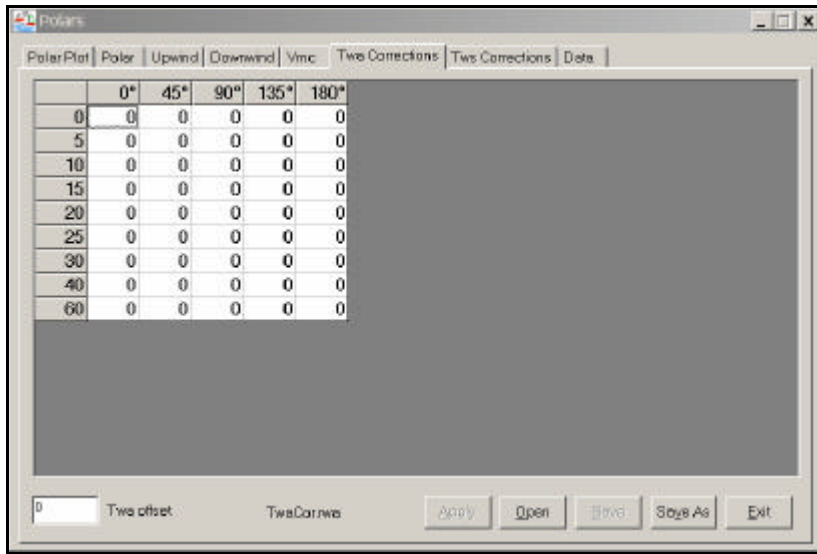 Polars
Polar Plot Polar Upwind Downwind Vmc Twa Corrections Tws Corrections Data
0° 45° 90° 135° 180°
0 0 0 0 0 0
5 0 0 0 0 0
10 0 0 0 0 0
15 0 0 0 0 0
20 0 0 0 0 0
25 0 0 0 0 0
30 0 0 0 0 0
40 0 0 0 0 0
60 0 0 0 0 0
0 Twa offset TwaCor.rwa Apply Open Save Save As Exit